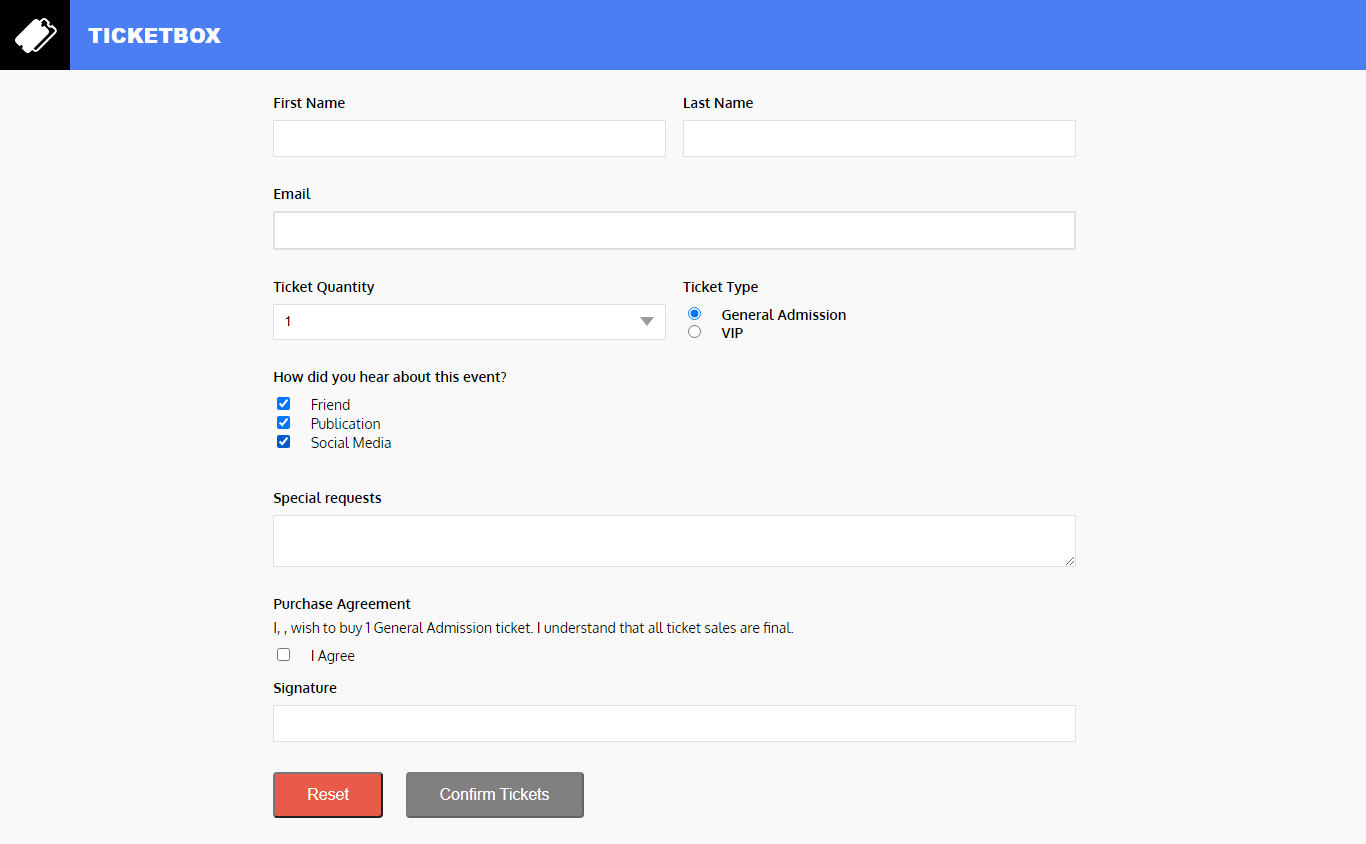 TICKETBOX
First Name Last Name
Email
Ticket Quantity Ticket Type
1 General Admission
VIP
How did you hear about this event?
Friend
Publication
Social Media
Special requests
Purchase Agreement
I, , wish to buy 1 General Admission ticket. I understand that all ticket sales are final.
I Agree
Signature
Reset Confirm Tickets